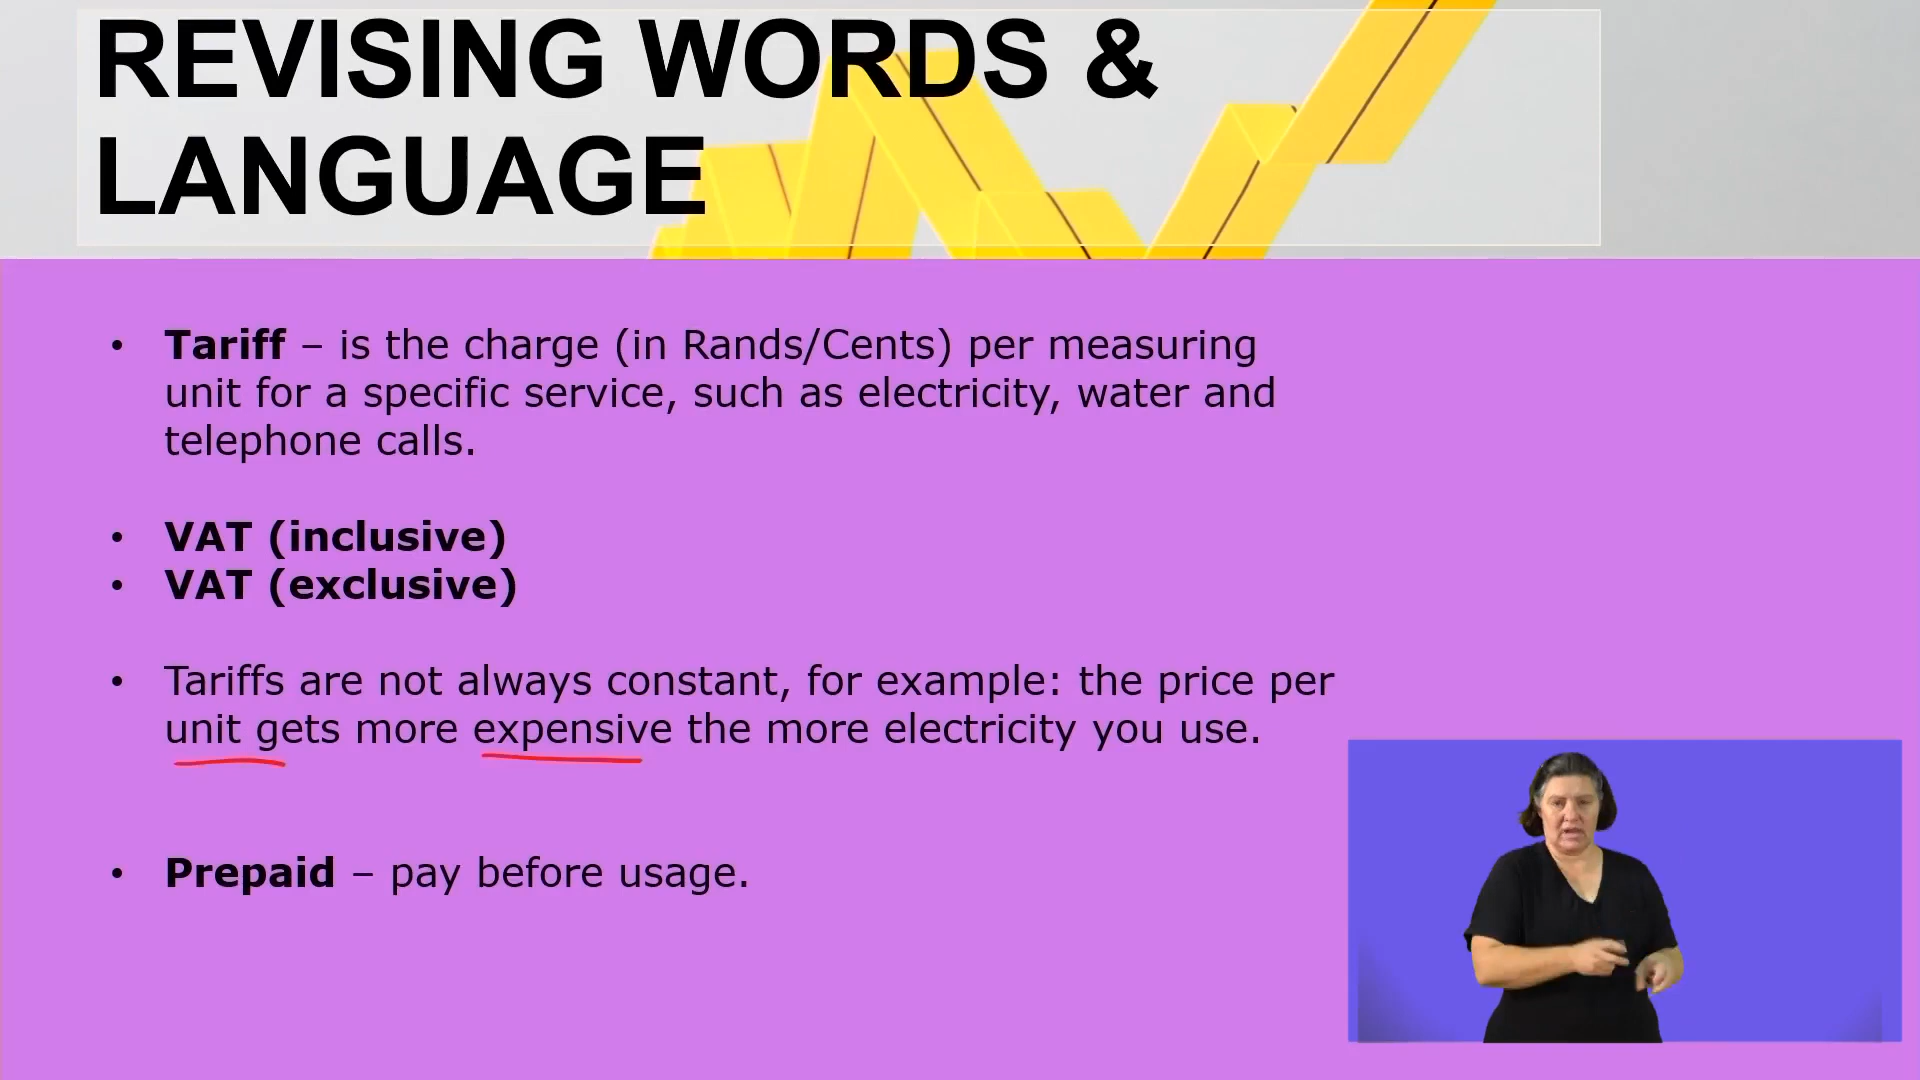 REVISING WORDS &
LANGUAGE
• Tariff – is the charge (in Rands/Cents) per measuring
unit for a specific service, such as electricity, water and
telephone calls.
• VAT (inclusive)
• VAT (exclusive)
• Tariffs are not always constant, for example: the price per
unit gets more expensive the more electricity you use.
• Prepaid – pay before usage.